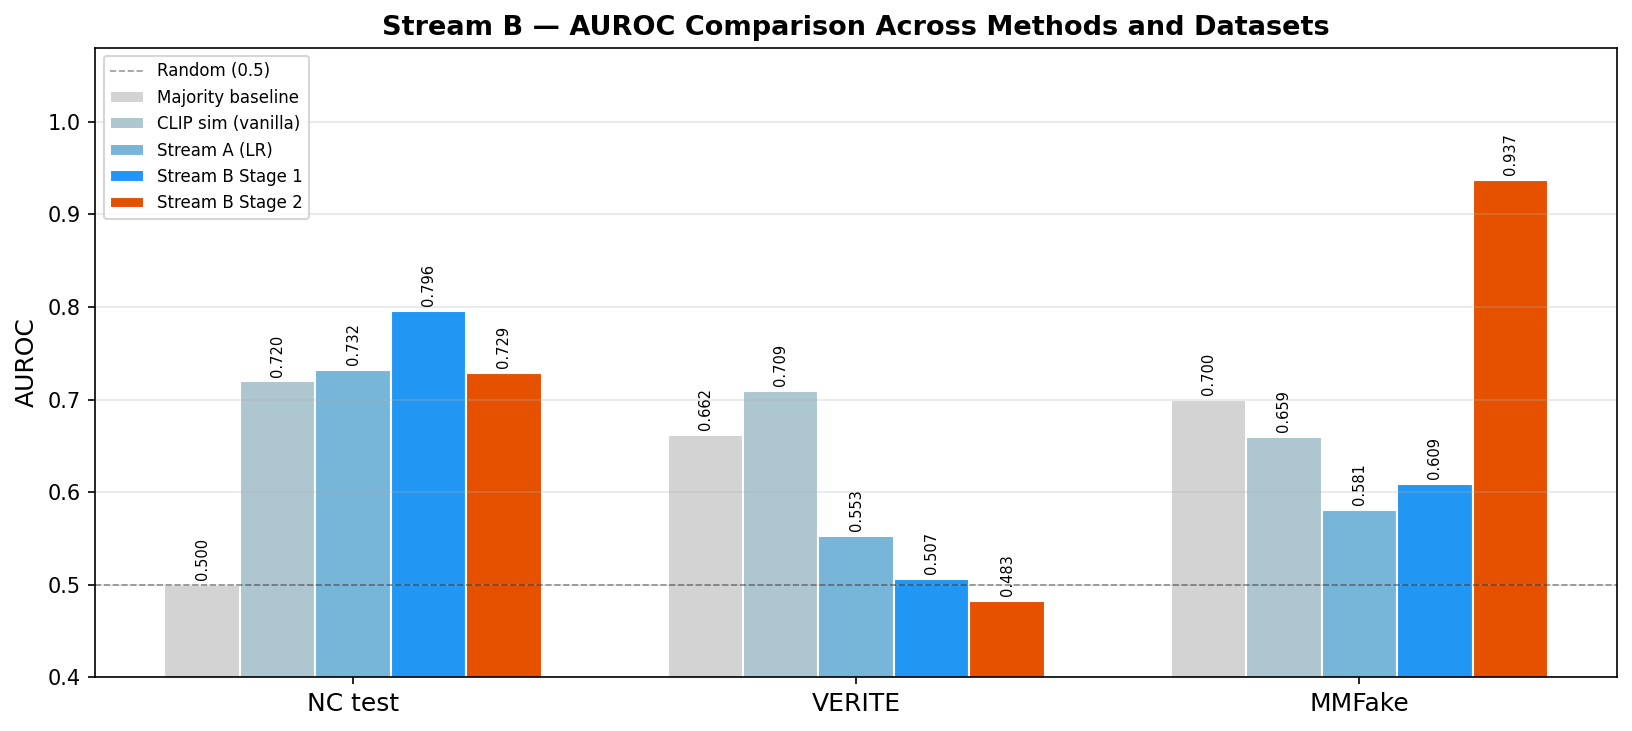 Stream B — AUROC Comparison Across Methods and Datasets
Random (0.5)
Majority baseline
CLIP sim (vanilla)
Stream A (LR)
Stream B Stage 1
Stream B Stage 2
AUROC
1.0
0.9
0.8
0.7
0.6
0.5
0.4
0.500
0.720
0.732
0.796
0.729
0.662
0.709
0.553
0.507
0.483
0.700
0.659
0.581
0.609
0.937
NC test
VERITE
MMFake